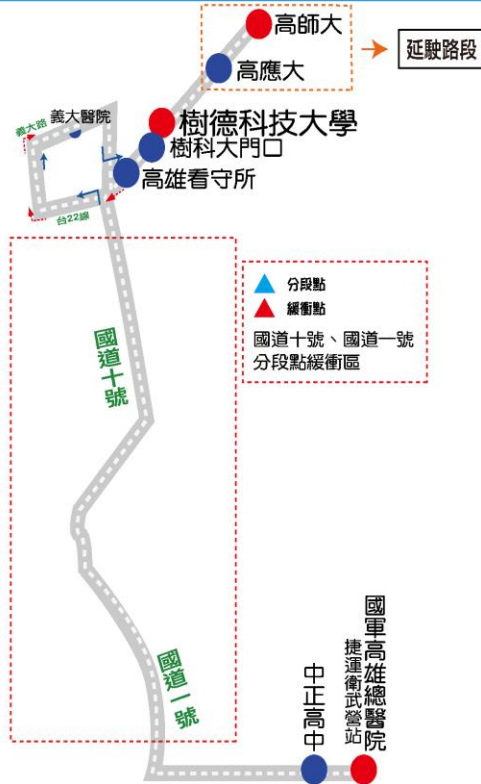 高師大
延駛路段
高應大
樹德科技大學
義大醫院
義大路
樹科大門口
高雄看守所
台22線
分段點
緩衝點
國道十號、國道一號
分段點緩衝區
國道十號
國道一號
國軍高雄總醫院
捷運衛武營站
中正高中